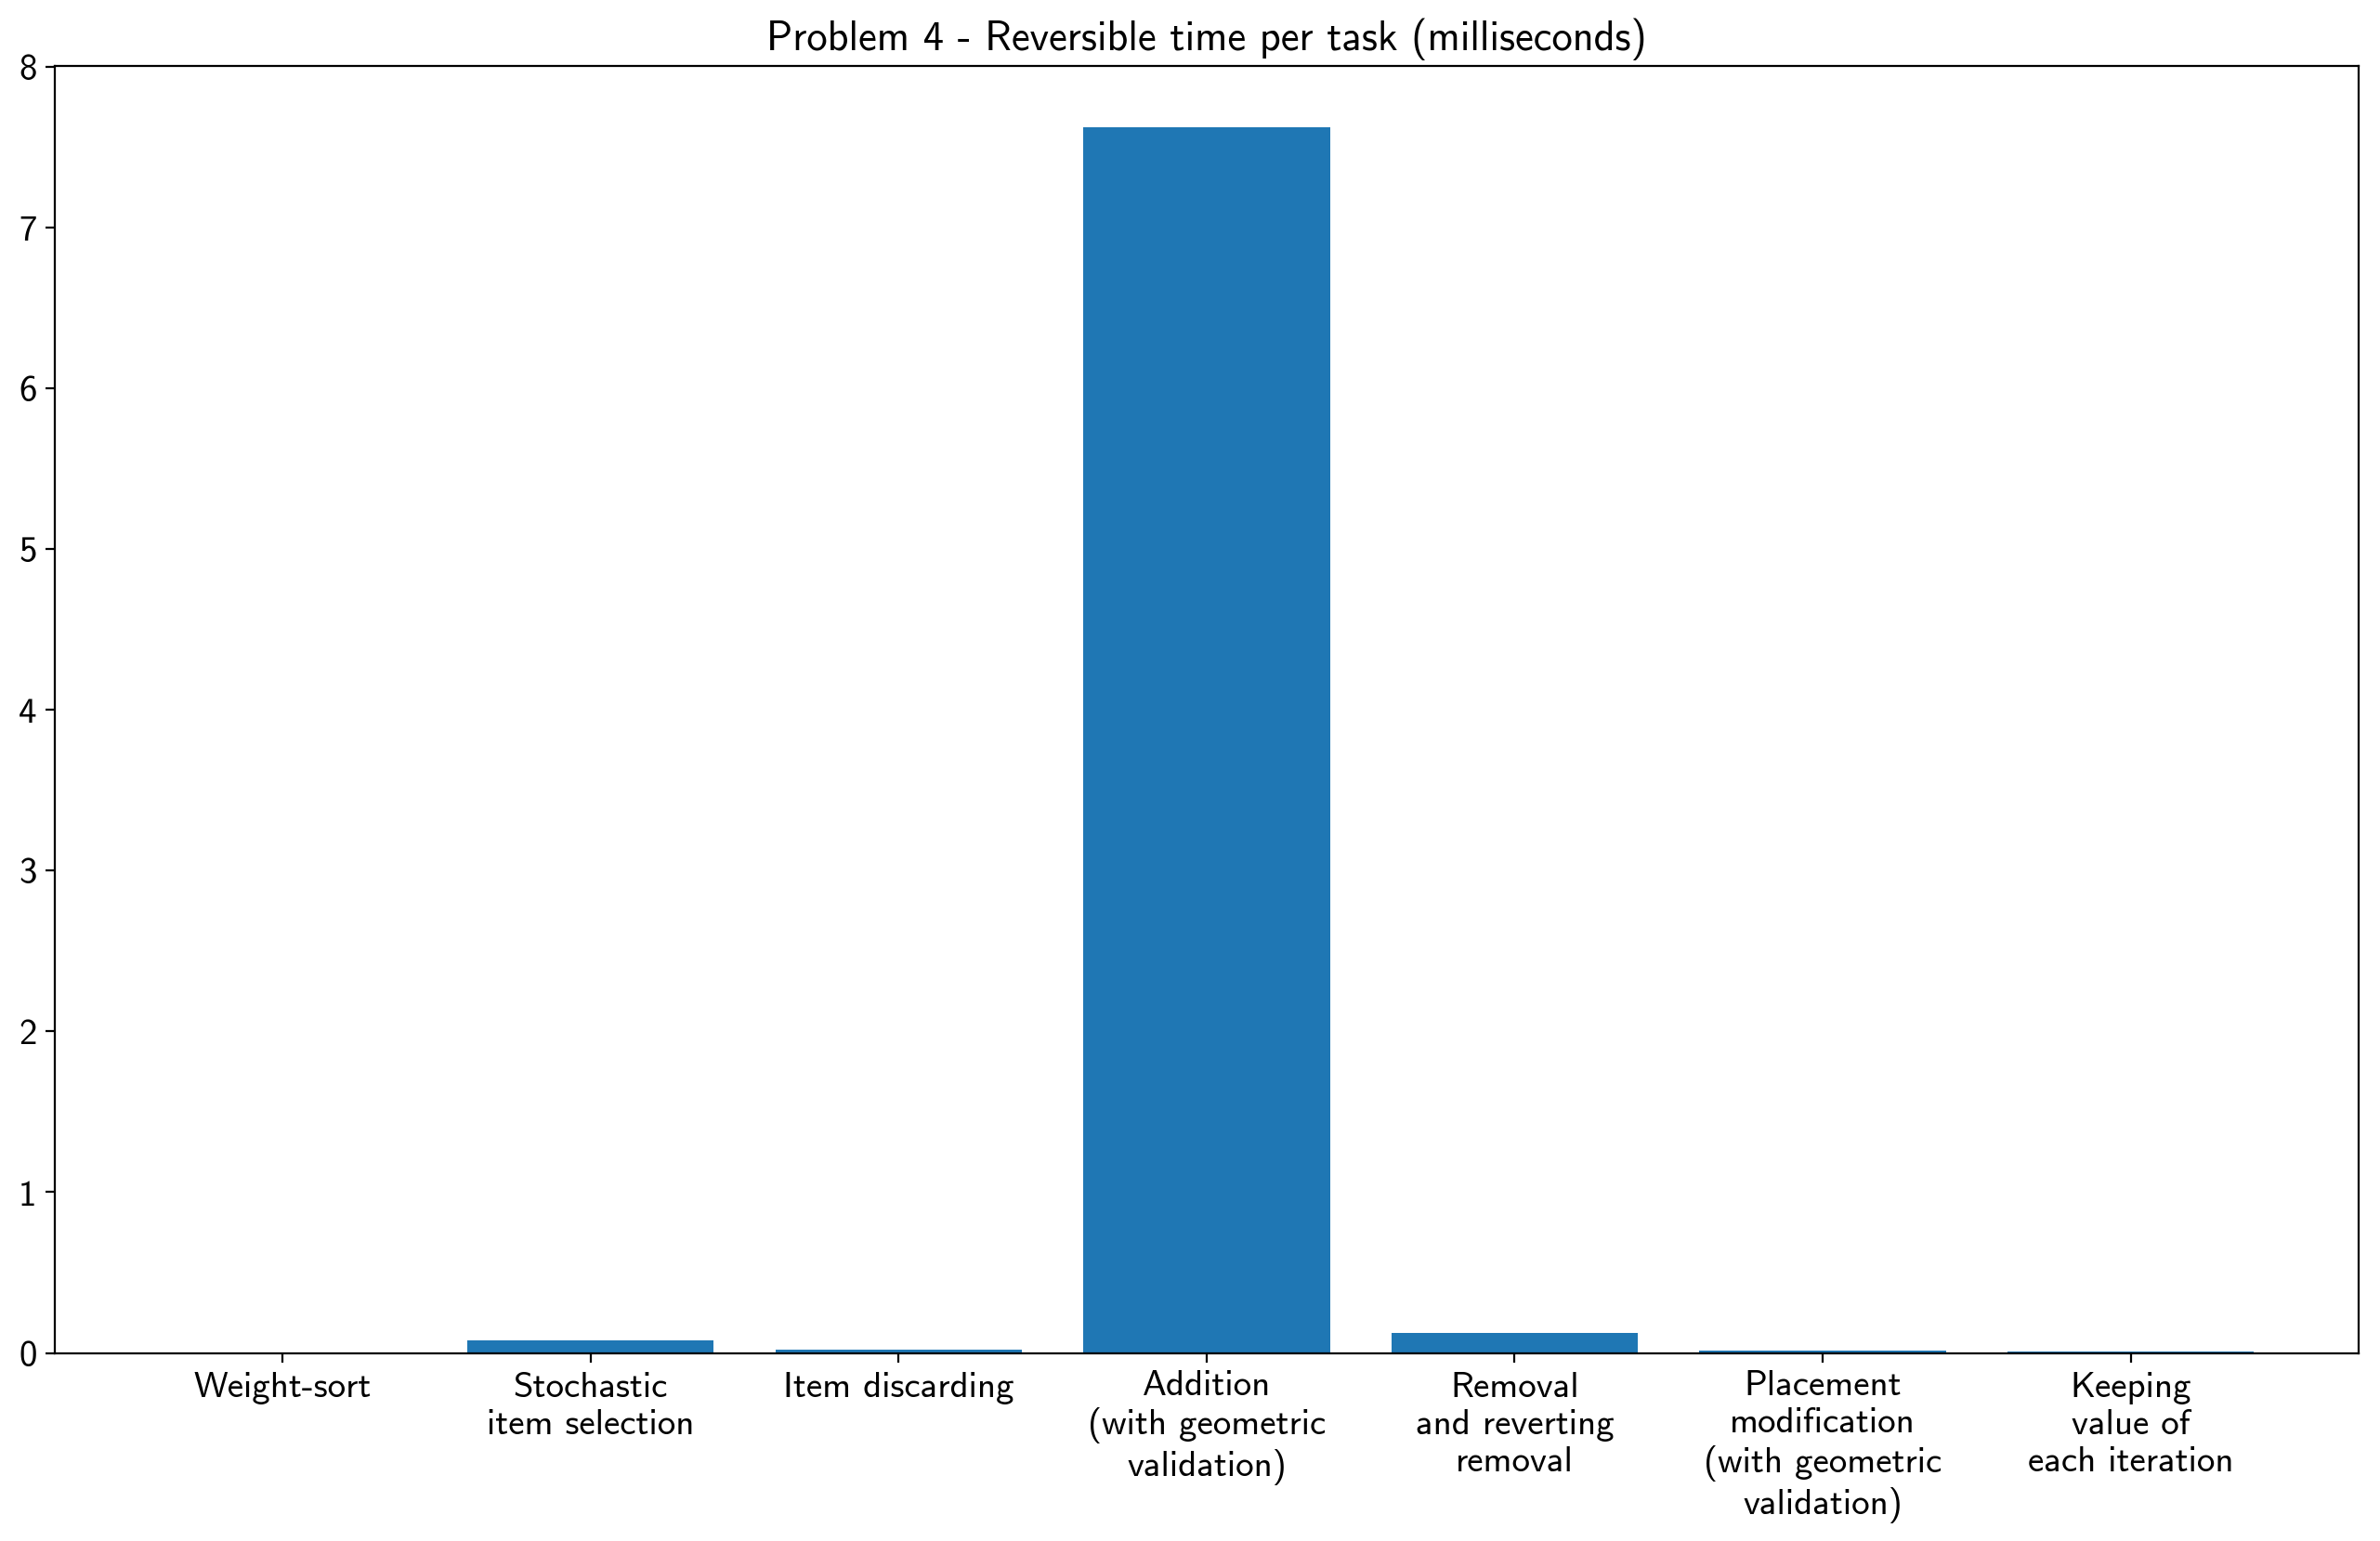 Problem 4 - Reversible time per task (milliseconds)
8
7
6
5
4
3
2
1
0
Weight-sort
Stochastic
item selection
Item discarding
Addition
(with geometric
validation)
Removal
and reverting
removal
Placement
modification
(with geometric
validation)
Keeping
value of
each iteration